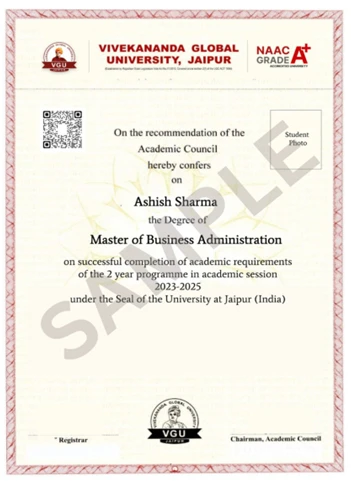 VIVEKANANDA GLOBAL
UNIVERSITY, JAIPUR
NAAC
GRADE A+
ACCREDITED UNIVERSITY
VGU
On the recommendation of the
Academic Council
hereby confers
on
Student
Photo
Ashish Sharma
the Degree of
Master of Business Administration
on successful completion of academic requirements
of the 2 year programme in academic session
2023-2025
under the Seal of the University at Jaipur (India)
SAMPLE
VIVEKANANDA GLOBAL UNIVERSITY
VGU
JAIPUR
Registrar
Chairman, Academic Council